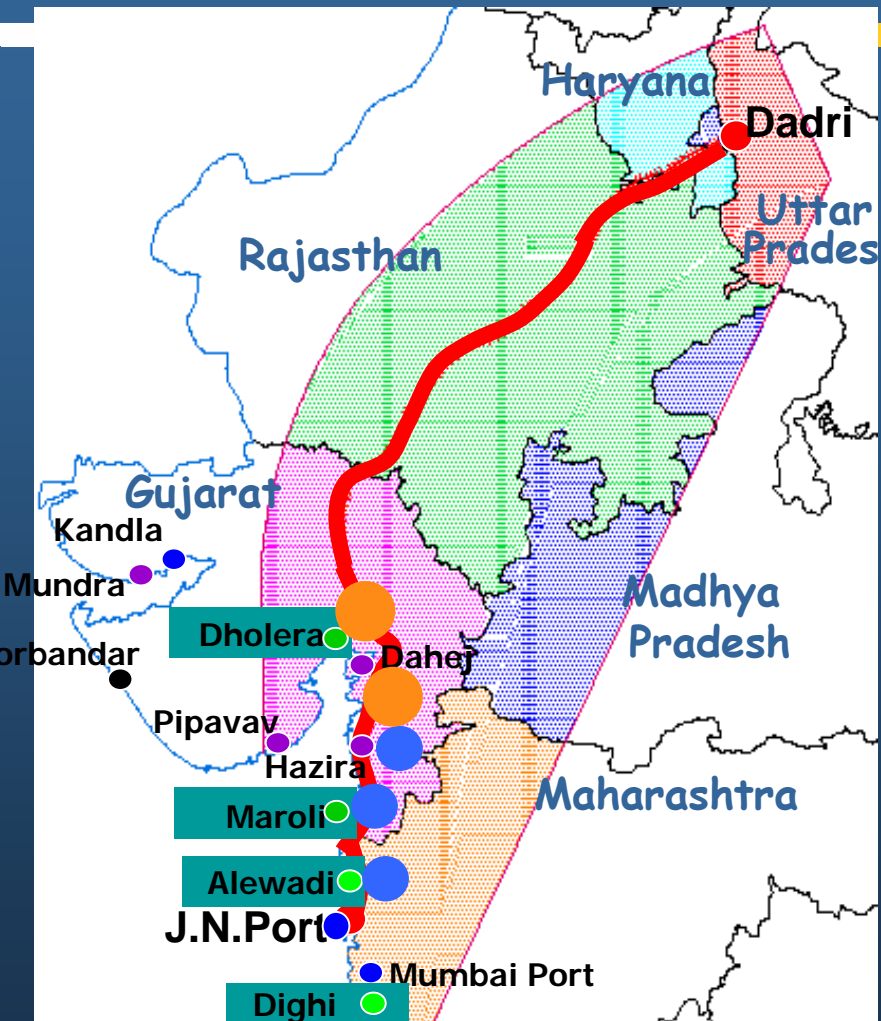 Haryana
Dadri
Uttar
Prades
Rajasthan
Gujarat
Kandla
Mundra
Madhya
Pradesh
Dholera
orbandar
Dahej
Pipavav
Hazira
Maharashtra
Maroli
Alewadi
J.N.Port
Mumbai Port
Dighi